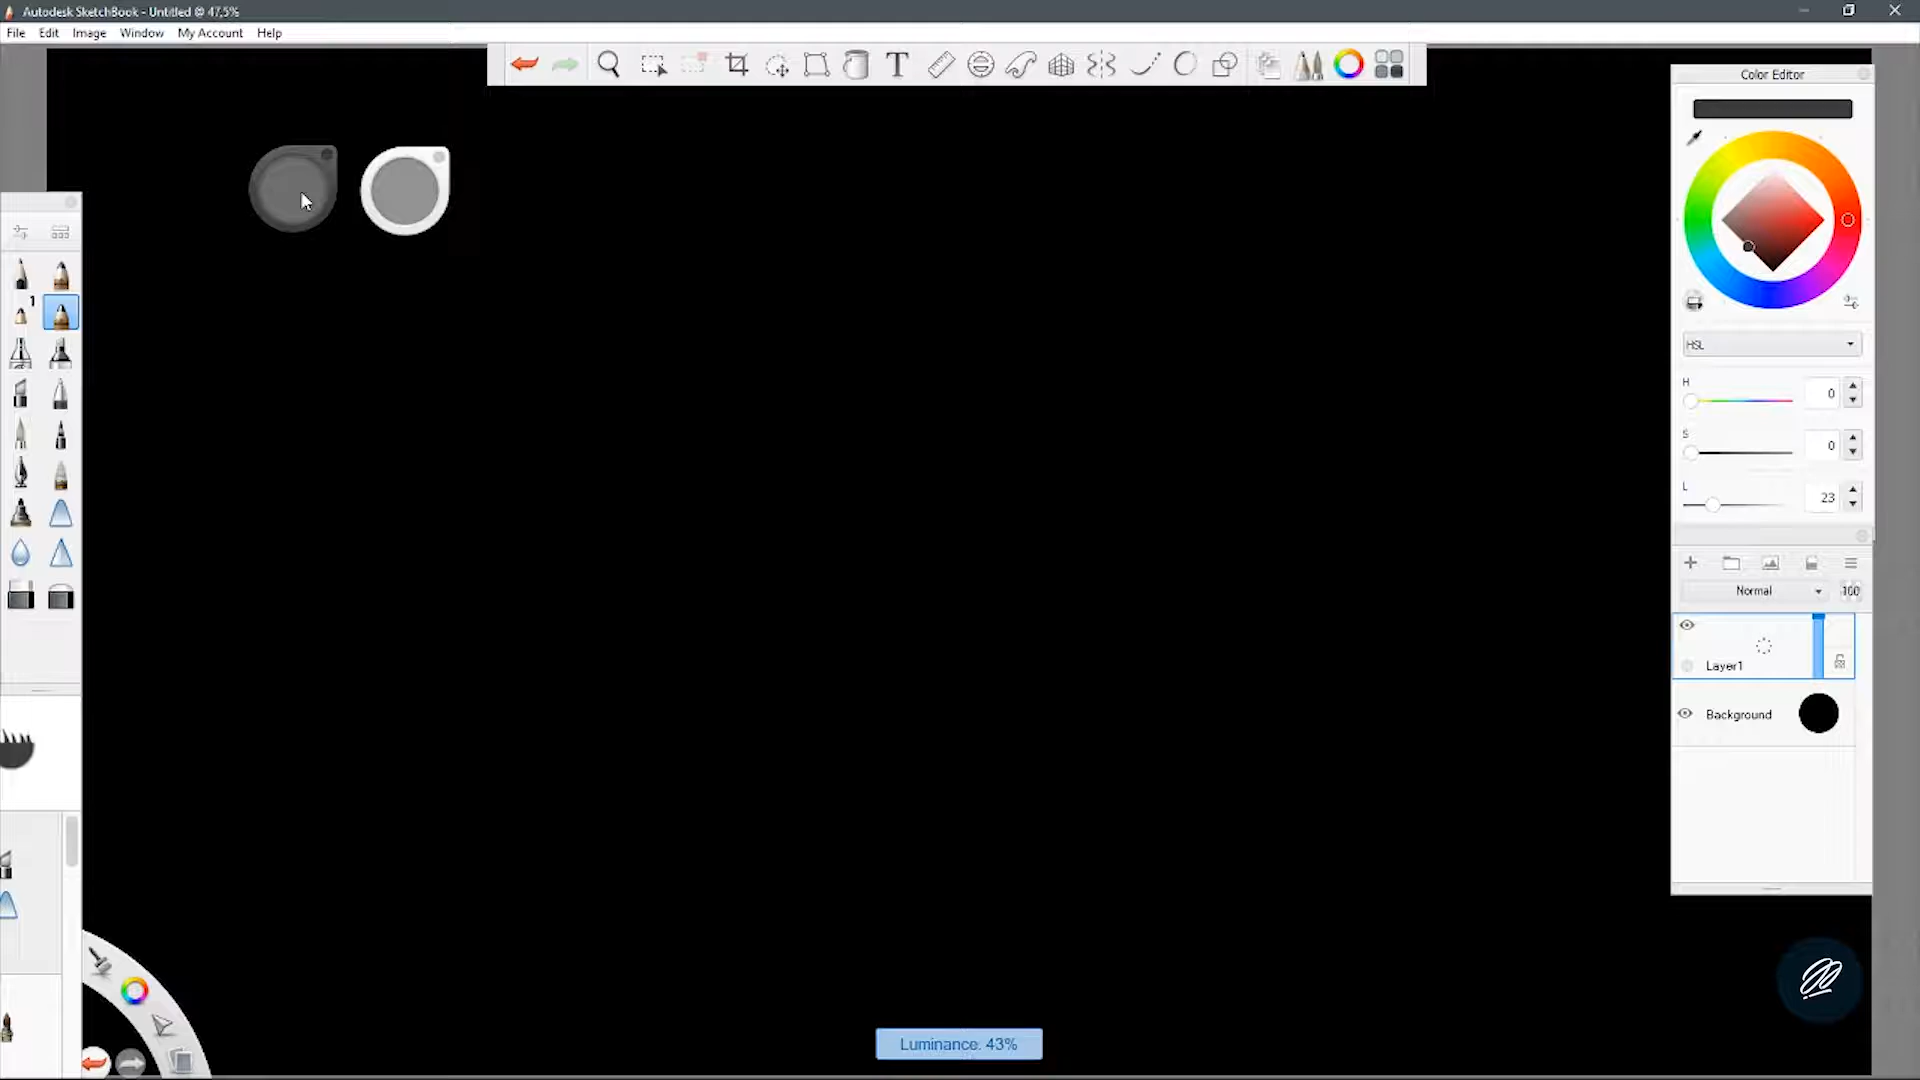 Autodesk SketchBook - Untitled @ 47,5%
File Edit Image Window My Account Help
T
Color Editor
1
HSL
H
0
S
0
L
23
Normal 100
Layer1
Background
Luminance: 43%